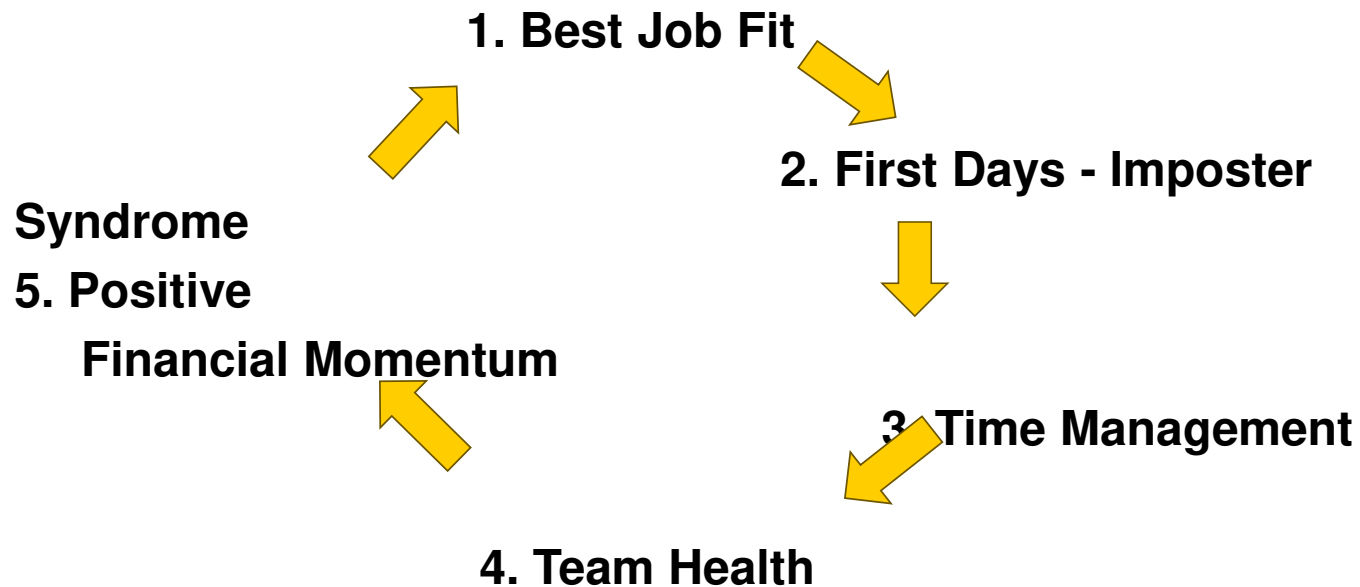 1. Best Job Fit
2. First Days - Imposter
Syndrome
5. Positive
Financial Momentum
3. Time Management
4. Team Health